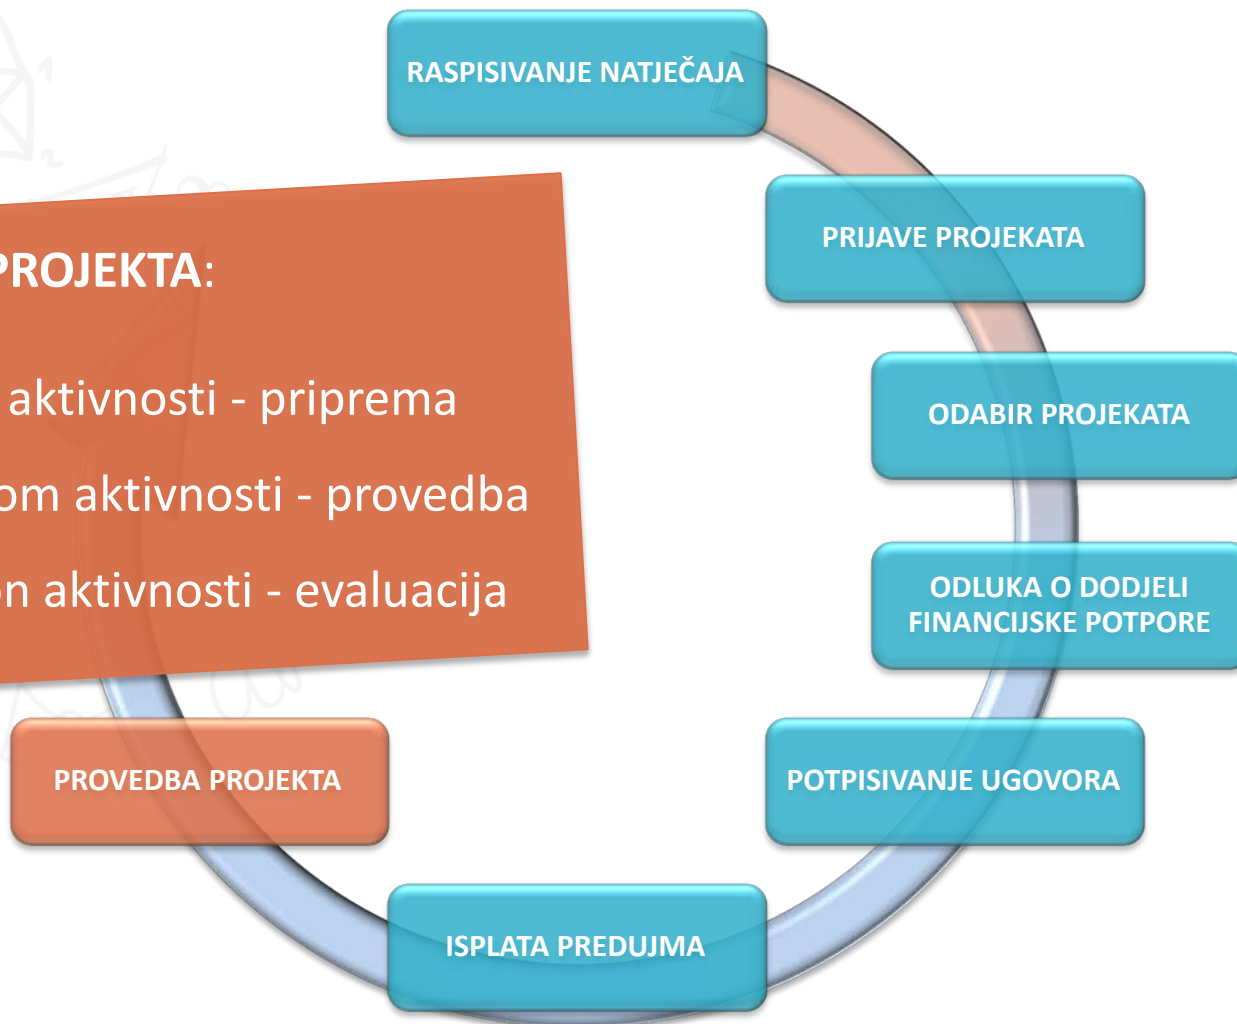 RASPISIVANJE NATJEČAJA
PRIJAVE PROJEKATA
ODABIR PROJEKATA
ODLUKA O DODJELI
FINANCIJSKE POTPORE
POTPISIVANJE UGOVORA
ISPLATA PREDUJMA
PROVEDBA PROJEKTA
PROJEKTA:
aktivnosti - priprema
om aktivnosti - provedba
on aktivnosti - evaluacija